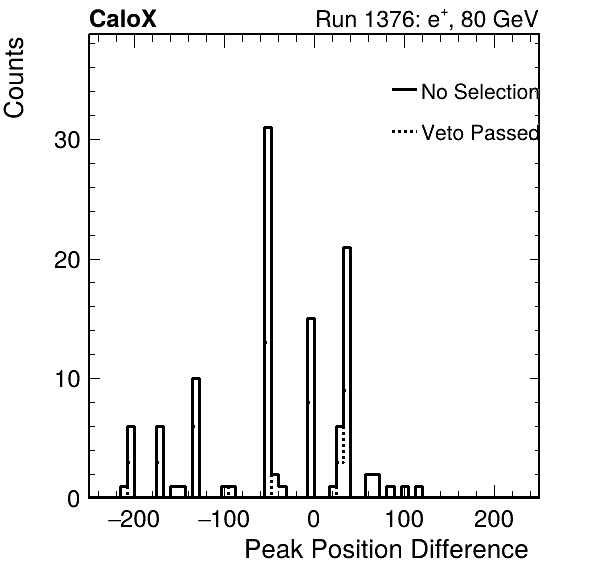 CaloX Run 1376: e⁺, 80 GeV
Counts
No Selection
Veto Passed
30
20
10
0
−200 −100 0 100 200
Peak Position Difference